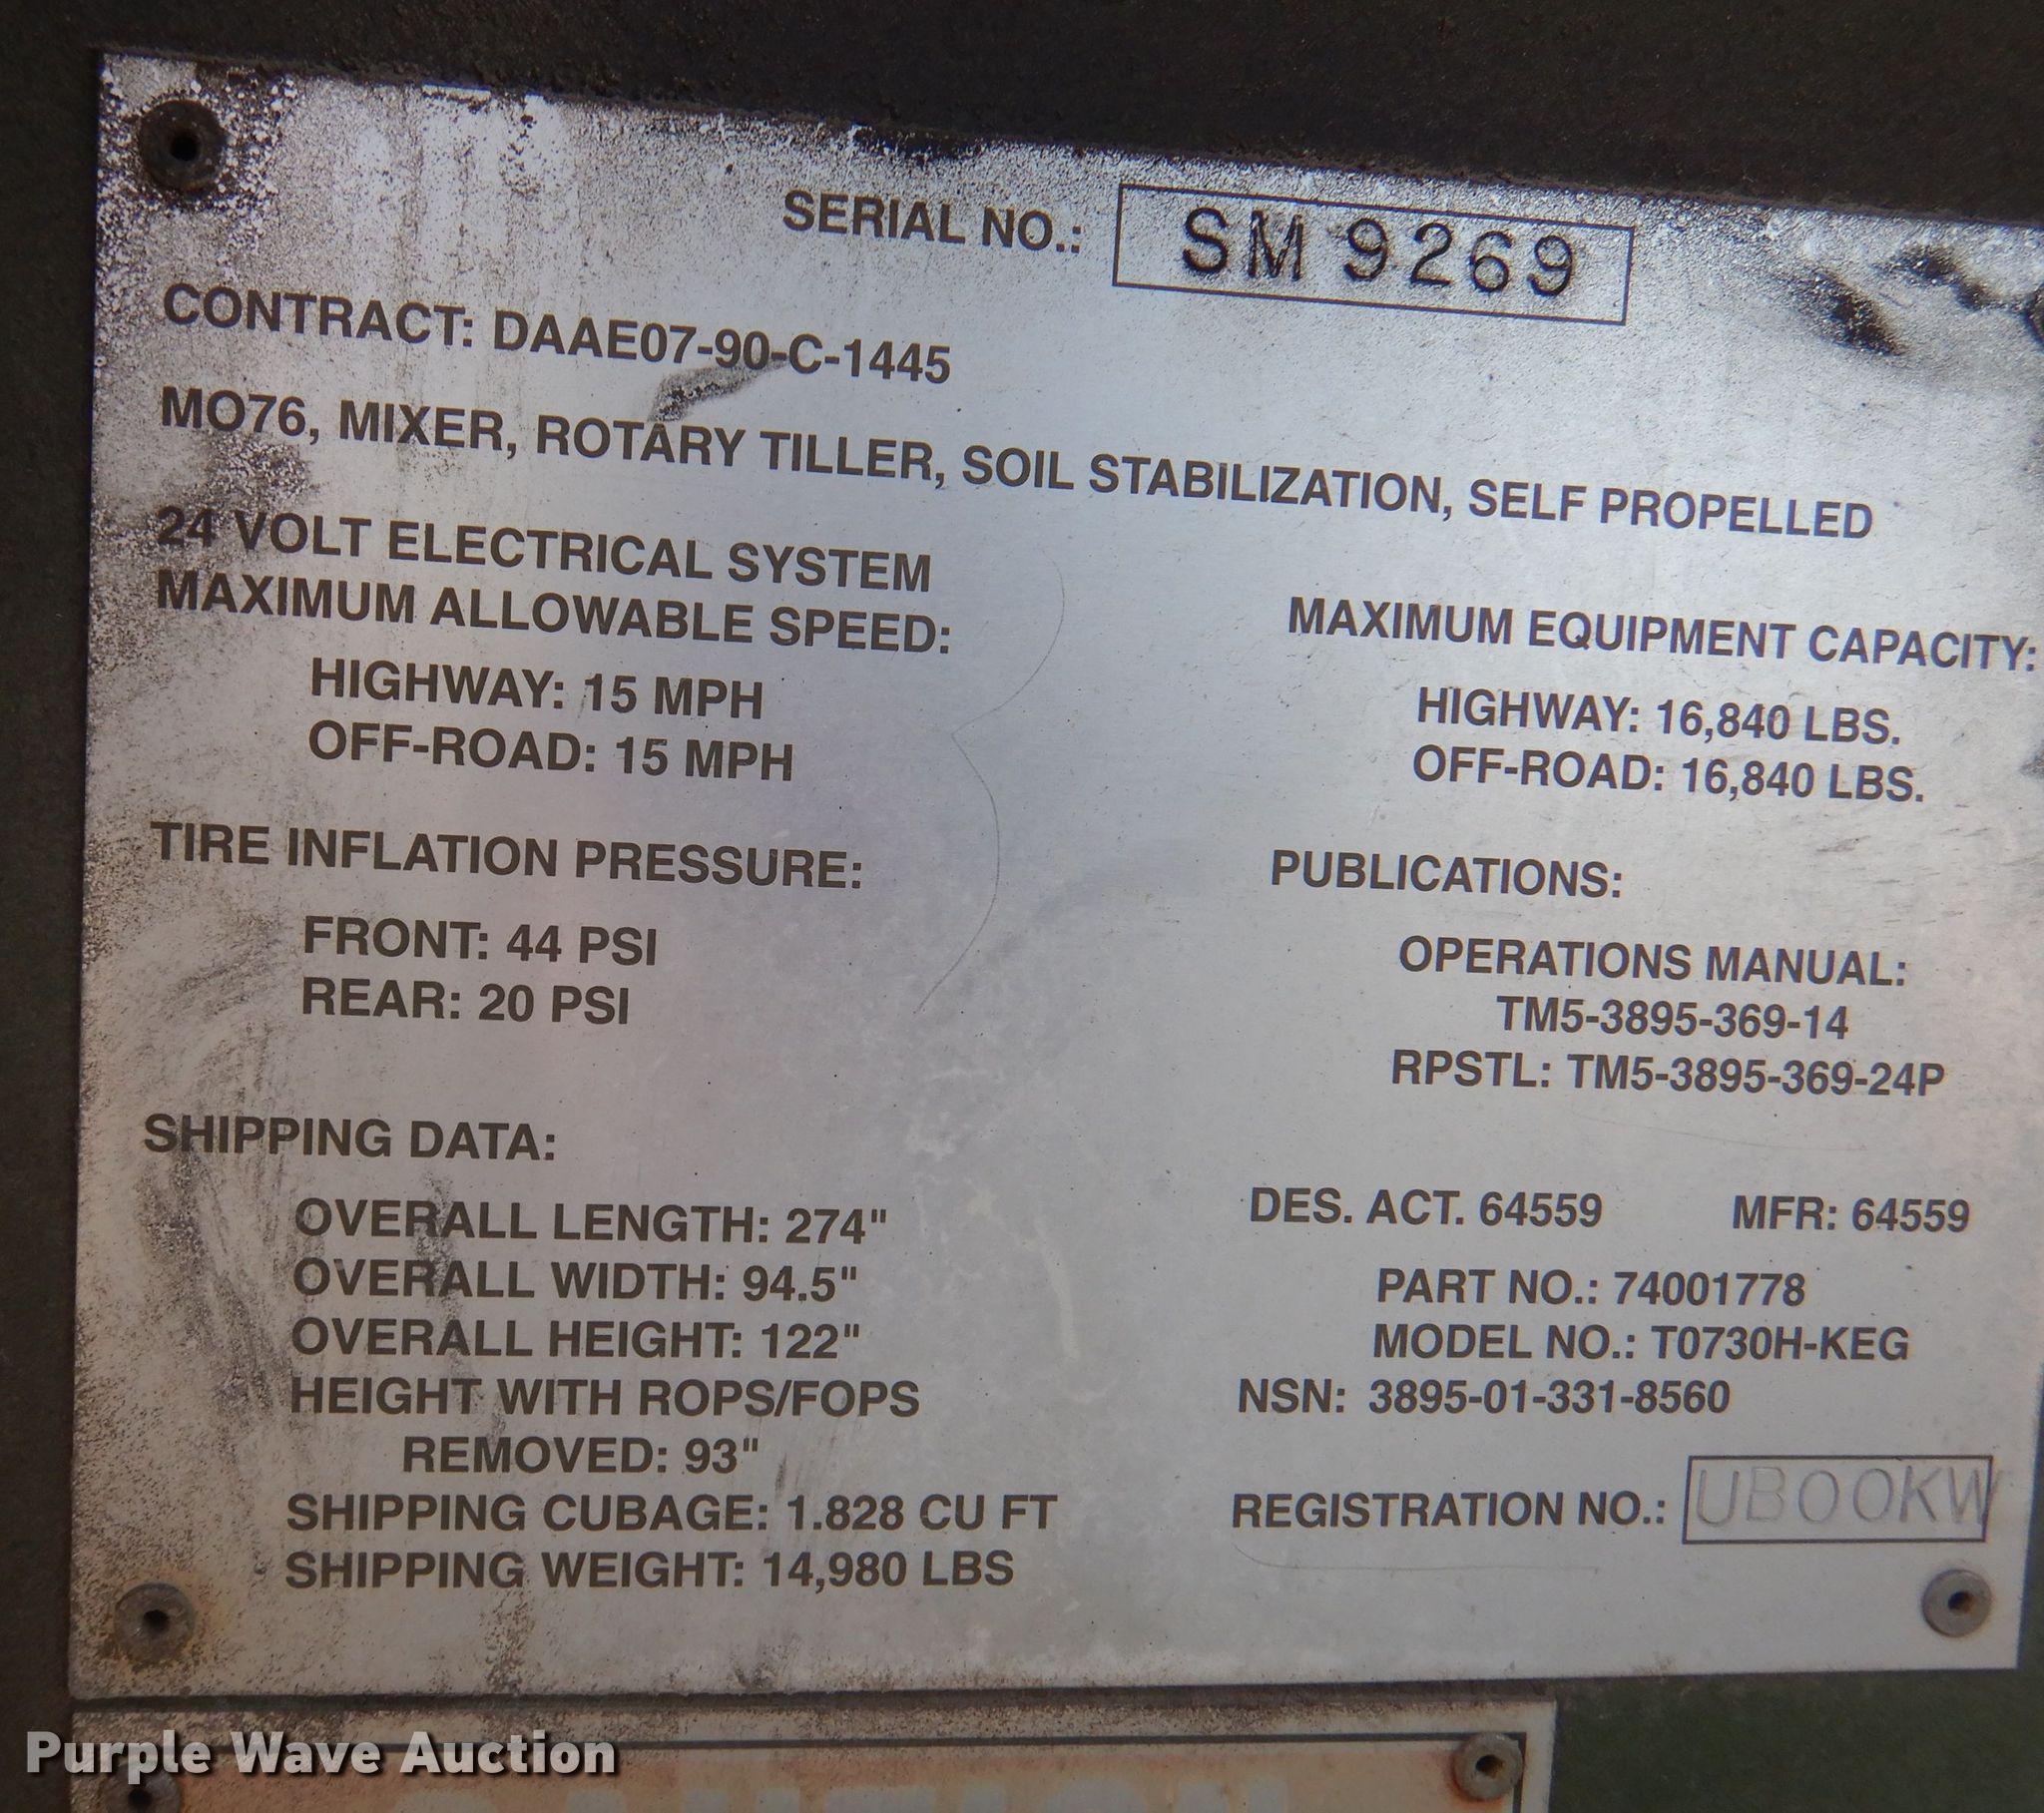 SERIAL NO.: SM 9269
CONTRACT: DAAE07-90-C-1445
MO76, MIXER, ROTARY TILLER, SOIL STABILIZATION, SELF PROPELLED
24 VOLT ELECTRICAL SYSTEM
MAXIMUM ALLOWABLE SPEED:
HIGHWAY: 15 MPH
OFF-ROAD: 15 MPH
MAXIMUM EQUIPMENT CAPACITY:
HIGHWAY: 16,840 LBS.
OFF-ROAD: 16,840 LBS.
TIRE INFLATION PRESSURE:
FRONT: 44 PSI
REAR: 20 PSI
PUBLICATIONS:
OPERATIONS MANUAL:
TM5-3895-369-14
RPSTL: TM5-3895-369-24P
SHIPPING DATA:
OVERALL LENGTH: 274"
OVERALL WIDTH: 94.5"
OVERALL HEIGHT: 122"
HEIGHT WITH ROPS/FOPS
REMOVED: 93"
SHIPPING CUBAGE: 1.828 CU FT
SHIPPING WEIGHT: 14,980 LBS
DES. ACT. 64559 MFR: 64559
PART NO.: 74001778
MODEL NO.: T0730H-KEG
NSN: 3895-01-331-8560
REGISTRATION NO.: UB00KW
Purple Wave Auction